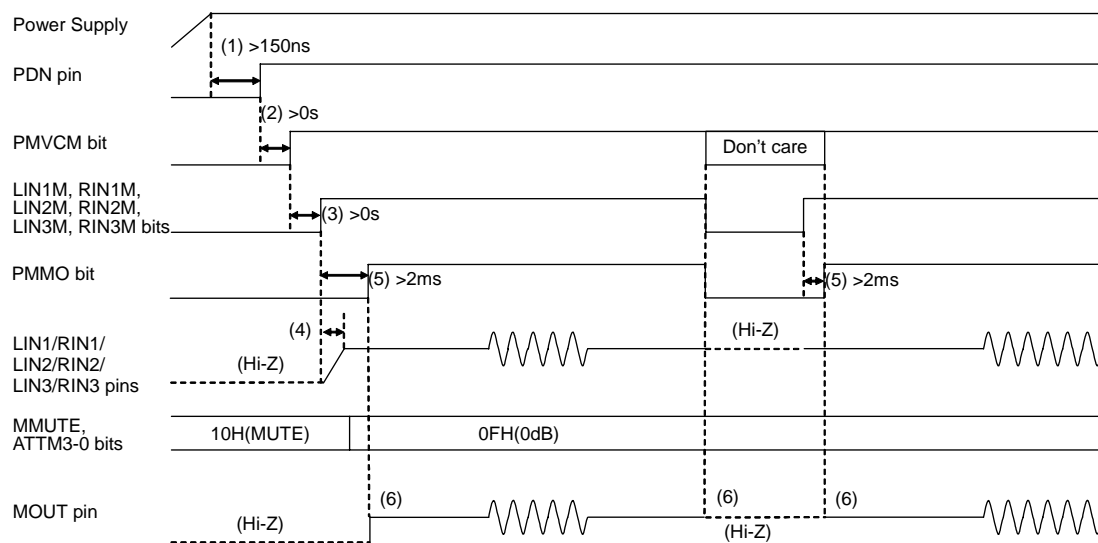 Power Supply
(1) >150ns
PDN pin
(2) >0s
PMVCM bit
Don't care
LIN1M, RIN1M,
LIN2M, RIN2M,
LIN3M, RIN3M bits
(3) >0s
PMMO bit
(5) >2ms
(5) >2ms
(4)
LIN1/RIN1/
LIN2/RIN2/
LIN3/RIN3 pins
(Hi-Z)
(Hi-Z)
MMUTE,
ATTM3-0 bits
10H(MUTE)
0FH(0dB)
MOUT pin
(6)
(6)
(6)
(Hi-Z)
(Hi-Z)